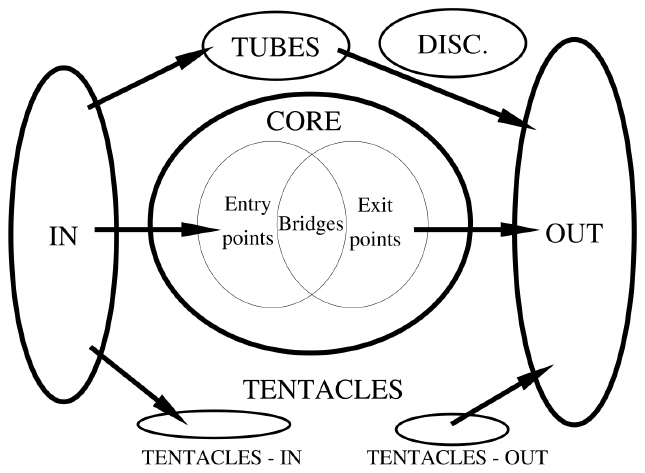 TUBES
DISC.
CORE
Entry
points
Bridges
Exit
points
IN
OUT
TENTACLES
TENTACLES - IN
TENTACLES - OUT